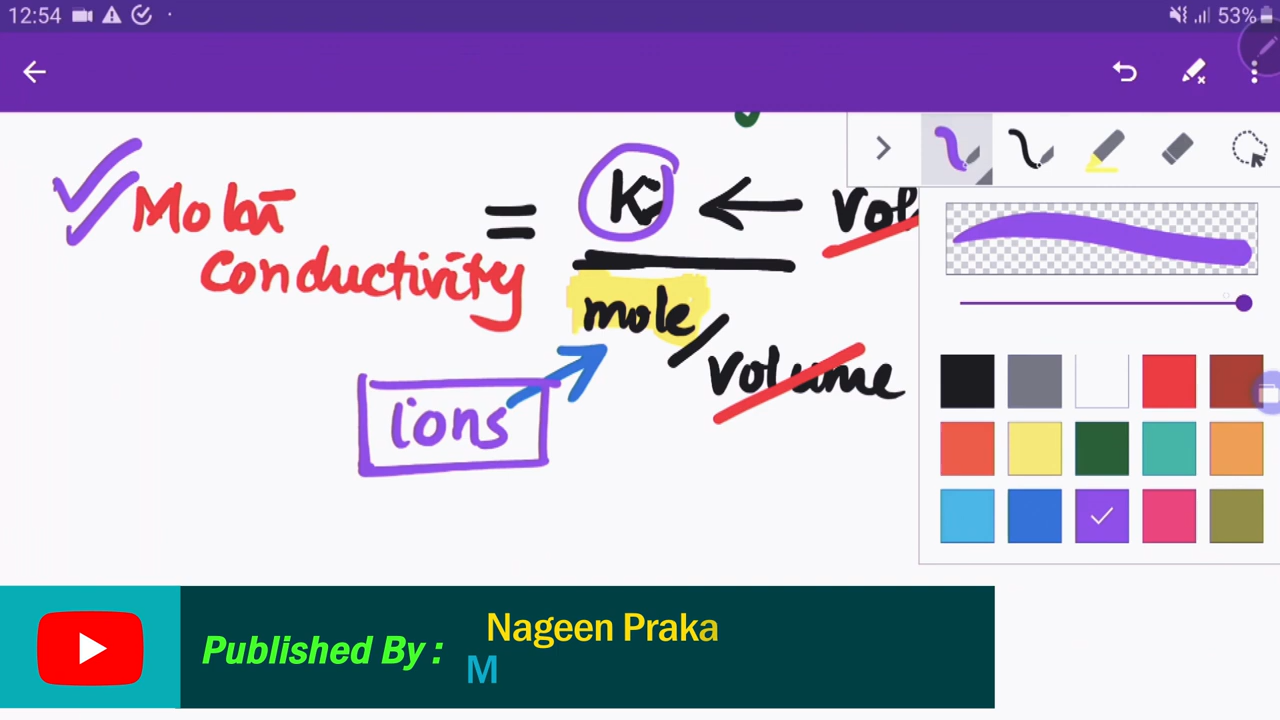 12:54
53%
Molar = K ← Vol
Conductivity mole/volume
ions
Published By : Nageen Praka
M